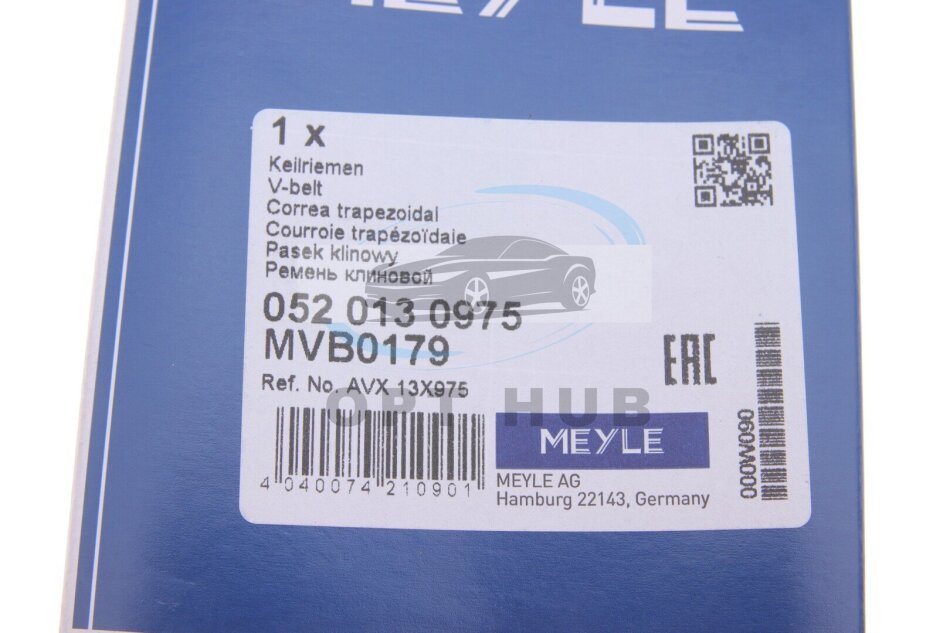 MEYLE
1 x
Keilriemen
V-belt
Correa trapezoidal
Courroie trapézoïdale
Pasek klinowy
Ремень клиновой
052 013 0975
MVB0179
Ref. No. AVX 13X975
EAC
OPT HUB
4 040074 210901
MEYLE
MEYLE AG
Hamburg 22143, Germany
000W090